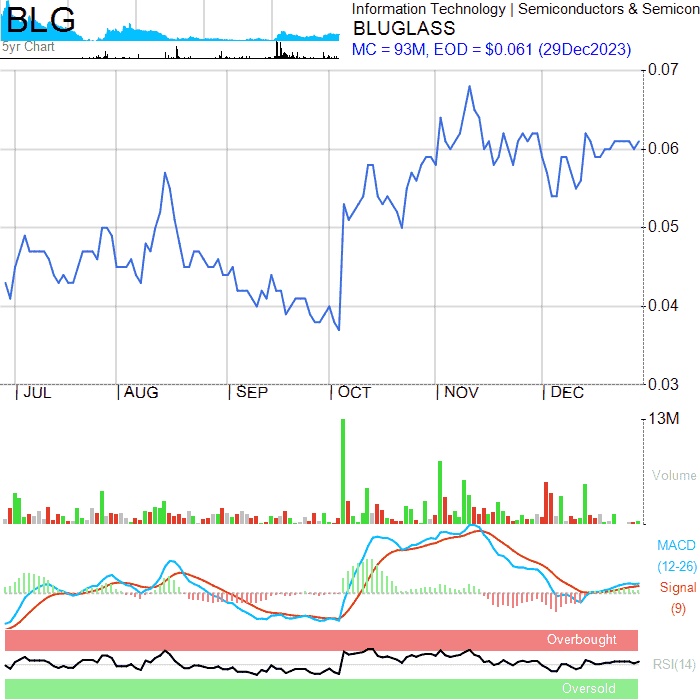 BLG
5yr Chart
Information Technology | Semiconductors & Semicon
BLUGLASS
MC = 93M, EOD = $0.061 (29Dec2023)
0.07
0.06
0.05
0.04
0.03
| JUL | AUG | SEP | OCT | NOV | DEC
13M
Volume
MACD
(12-26)
Signal
(9)
Overbought
RSI(14)
Oversold